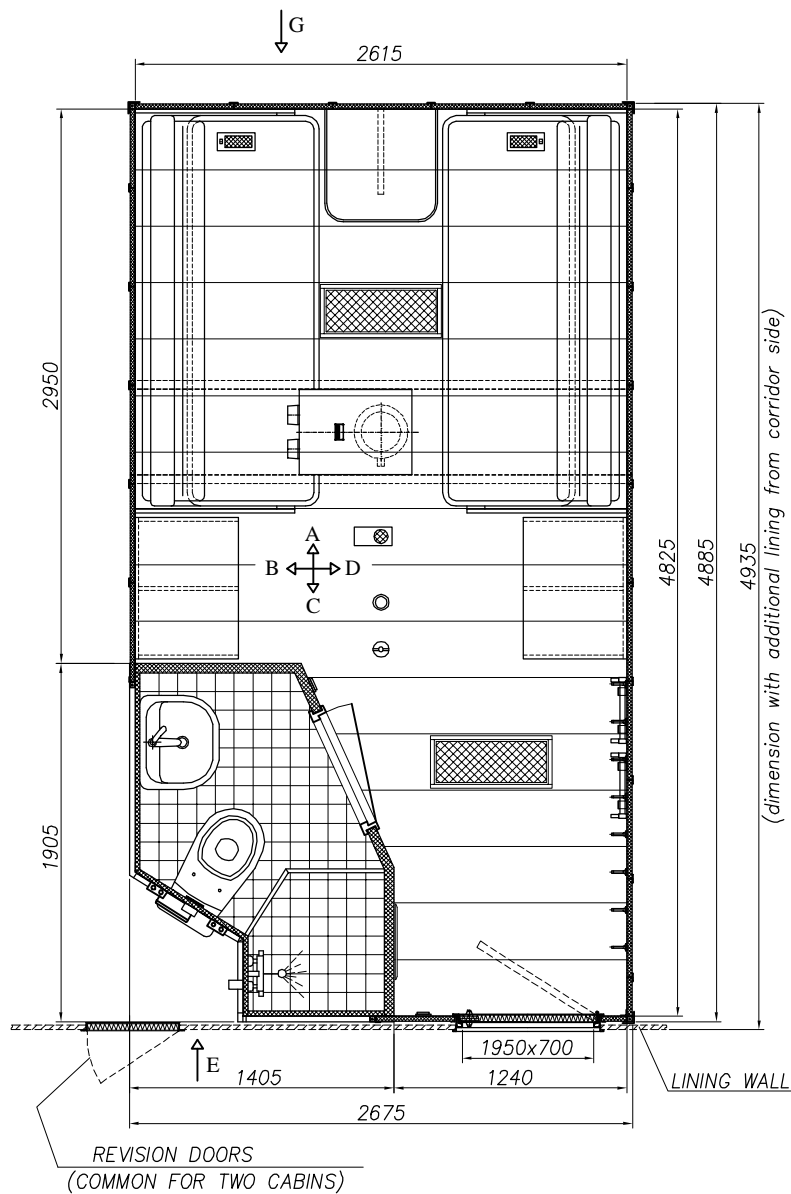 G
2615
2950
4825
4885
4935
(dimension with additional lining from corridor side)
A
B
D
C
1905
1950x700
E
1405
1240
LINING WALL
2675
REVISION DOORS
(COMMON FOR TWO CABINS)